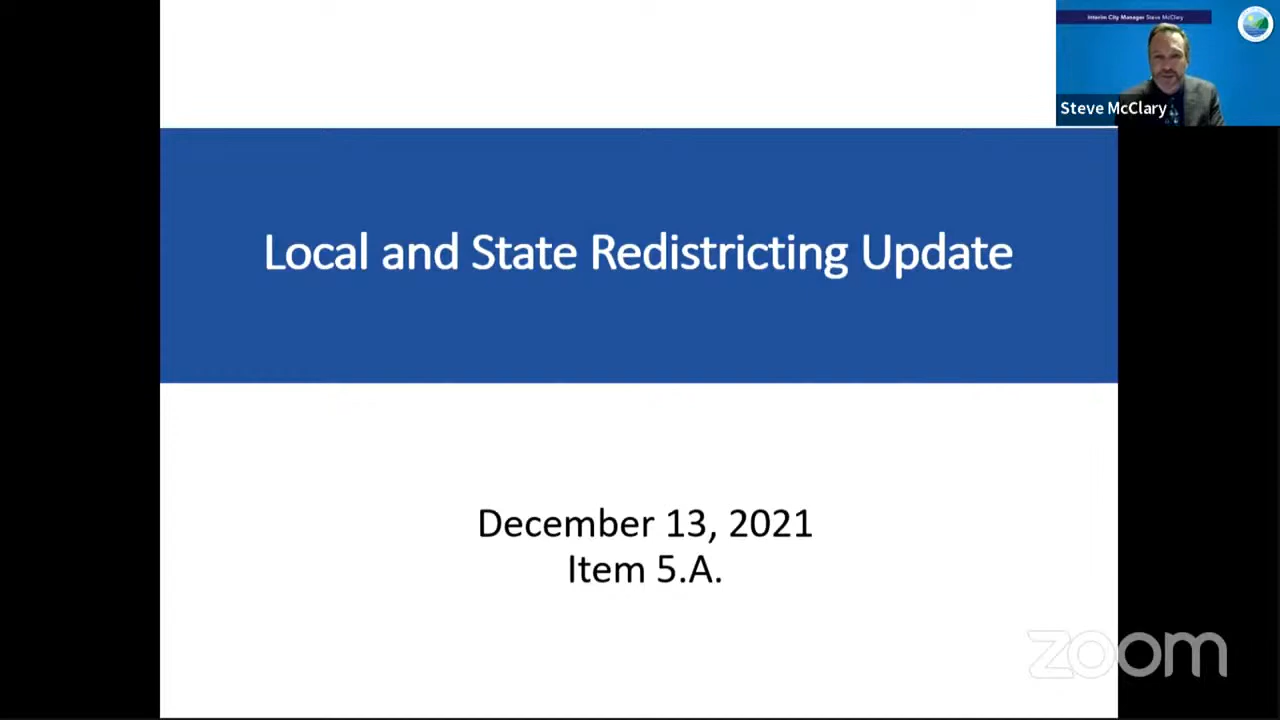 Interim City Manager Steve McClary
Steve McClary
Local and State Redistricting Update
December 13, 2021
Item 5.A.
zoom